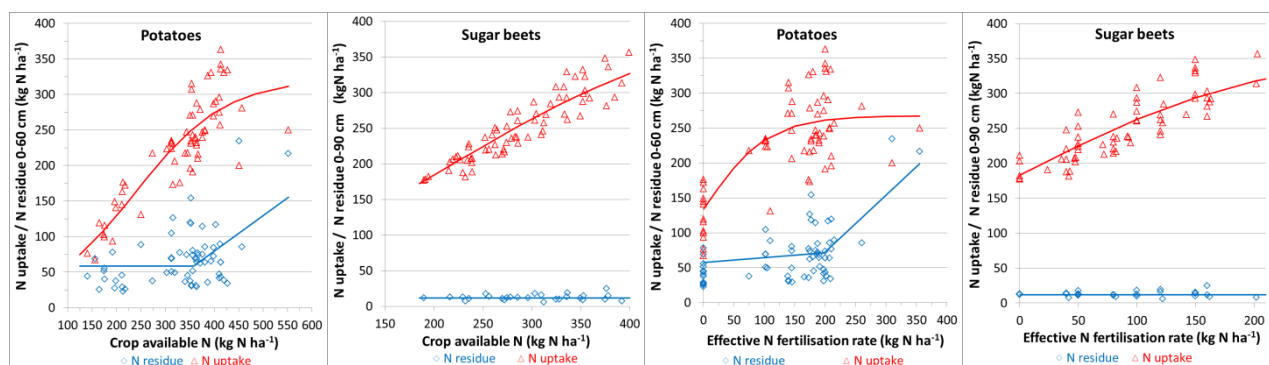 N uptake / N residue 0-60 cm (kg N ha-1)
400
350
300
250
200
150
100
50
0
Potatoes
100 150 200 250 300 350 400 450 500 550 600
Crop available N (kg N ha-1)
N residue N uptake
N uptake / N residue 0-90 cm (kgN ha-1)
400
350
300
250
200
150
100
50
0
Sugar beets
150 200 250 300 350 400
Crop available N (kg N ha-1)
N residue N uptake
N uptake / N residue 0-60 cm (kg N ha-1)
400
350
300
250
200
150
100
50
0
Potatoes
0 50 100 150 200 250 300 350 400
Effective N fertilisation rate (kg N ha-1)
N residue N uptake
N uptake / N residue 0-90 cm (kgN ha-1)
400
350
300
250
200
150
100
50
0
Sugar beets
0 50 100 150 200
Effective N fertilisation rate (kg N ha-1)
N residue N uptake